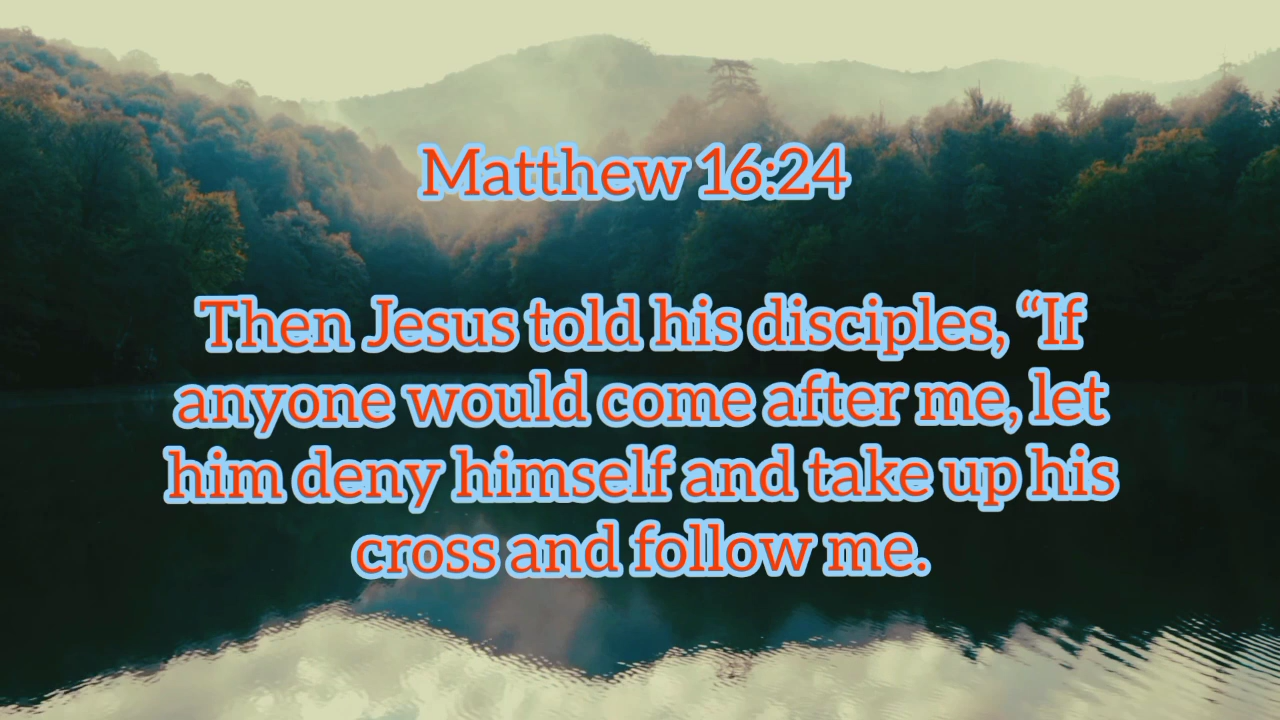 Matthew 16:24
Then Jesus told his disciples, “If
anyone would come after me, let
him deny himself and take up his
cross and follow me.